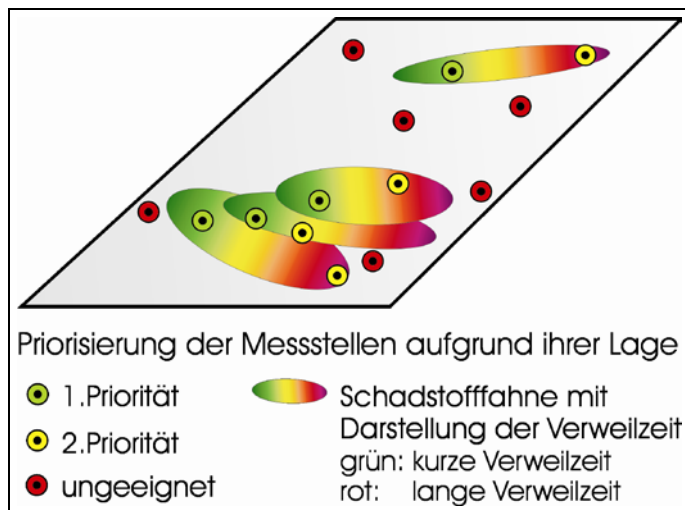 Priorisierung der Messstellen aufgrund ihrer Lage
1.Priorität
2.Priorität
ungeeignet
Schadstofffahne mit
Darstellung der Verweilzeit
grün: kurze Verweilzeit
rot: lange Verweilzeit